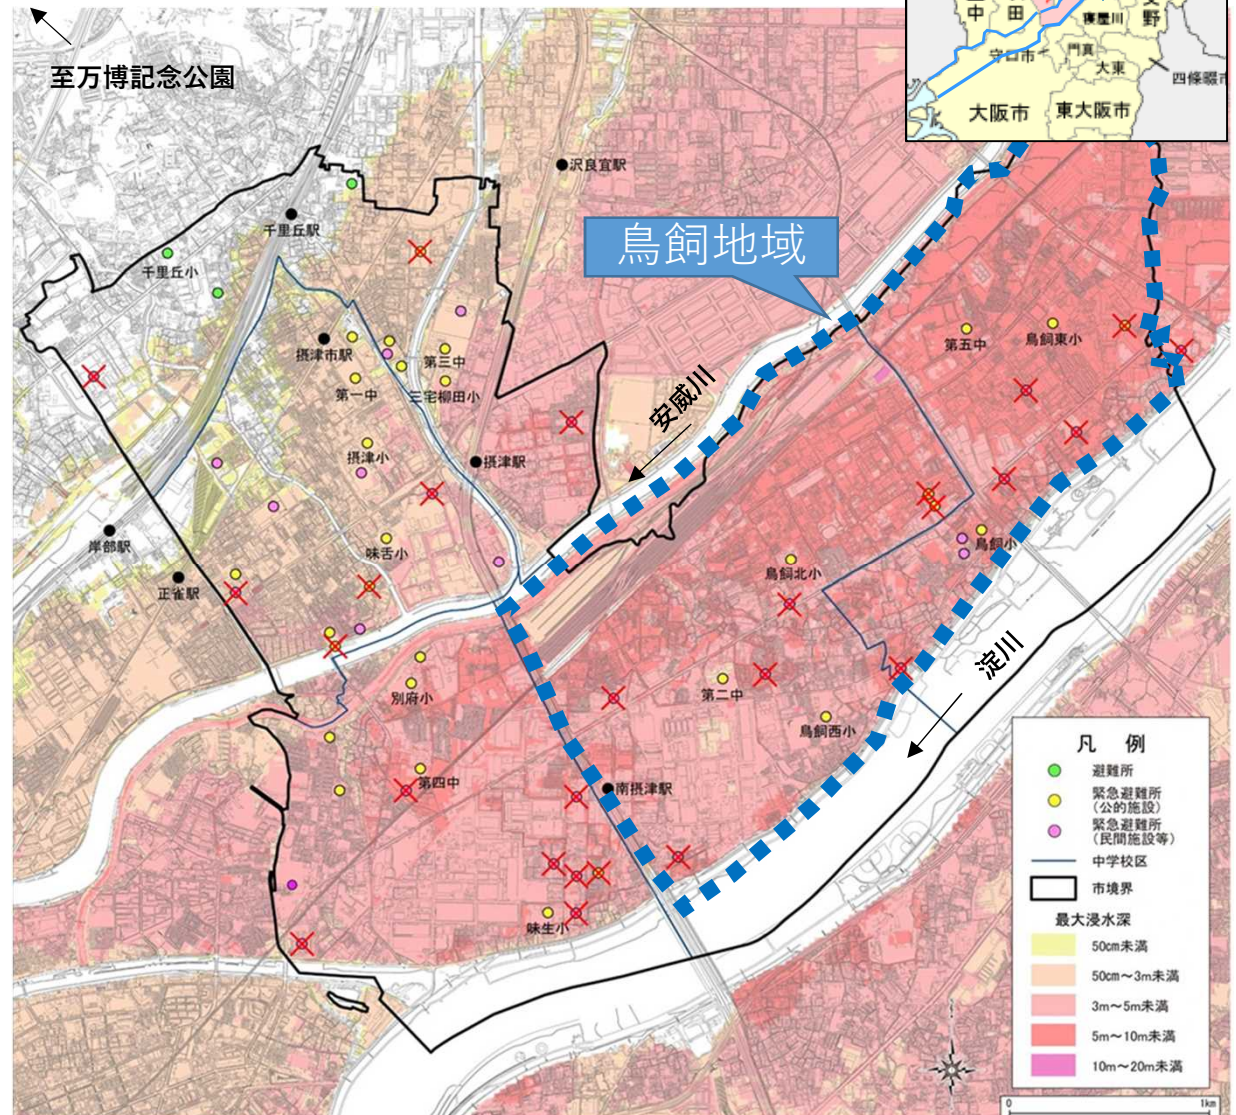 至万博記念公園
中
田
野
寝屋川
守口市
門真
大東
四條畷市
大阪市
東大阪市
沢良宜駅
千里丘駅
千里丘小
鳥飼地域
摂津市駅
第三中
第一中
三宅柳田小
第五中
鳥飼東小
安威川
摂津小
摂津駅
岸部駅
味舌小
正雀駅
鳥飼小
鳥飼北小
別府小
第二中
淀川
鳥飼西小
第四中
南摂津駅
味生小
凡 例
避難所
緊急避難所
(公的施設)
緊急避難所
(民間施設等)
中学校区
市境界
最大浸水深
50cm未満
50cm～3m未満
3m～5m未満
5m～10m未満
10m～20m未満
0 1km